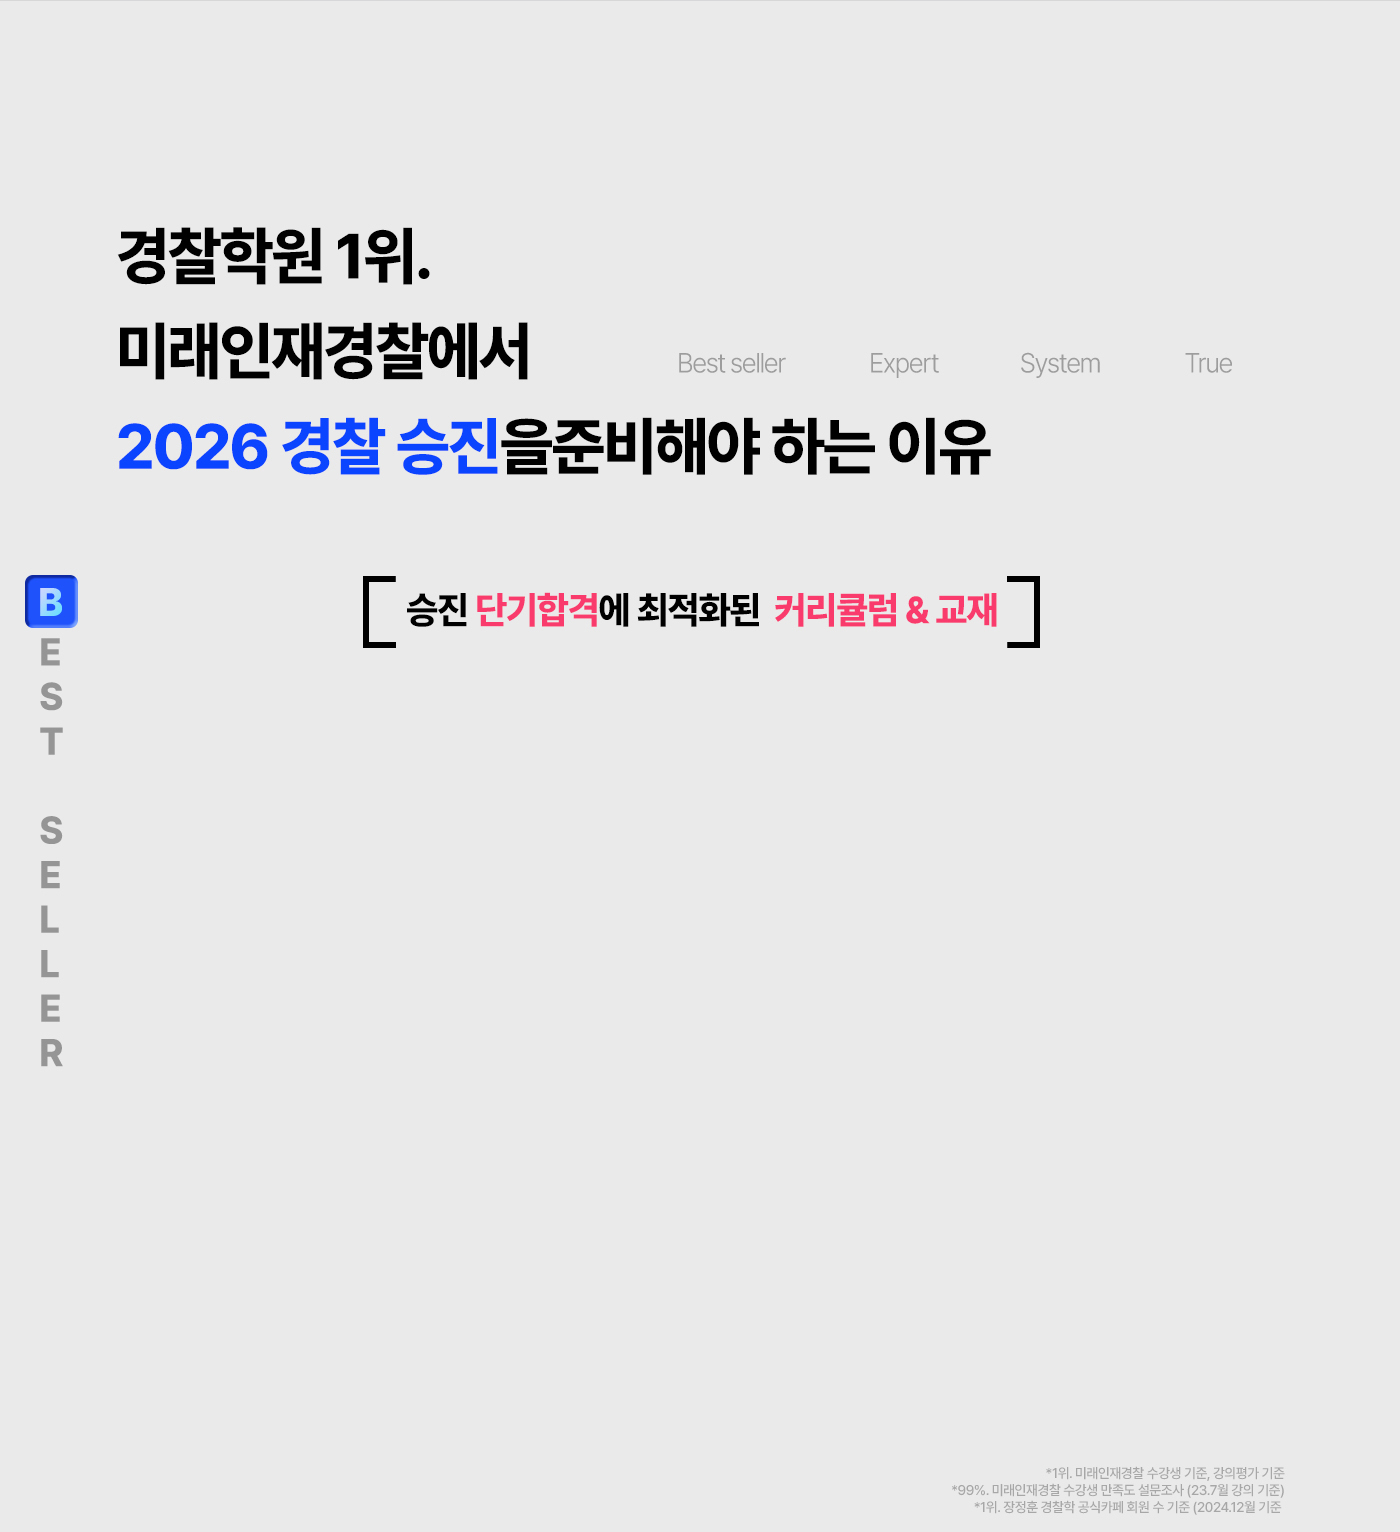 경찰학원 1위.
미래인재경찰에서
Best seller Expert System True
2026 경찰 승진을준비해야 하는 이유
승진 단기합격에 최적화된 커리큘럼 & 교재
B
E
S
T
S
E
L
L
E
R
*1위. 미래인재경찰 수강생 기준, 강의평가 기준
*99%. 미래인재경찰 수강생 만족도 설문조사 (23.7월 강의 기준)
*1위. 장정훈 경찰학 공식카페 회원 수 기준 (2024.12월 기준